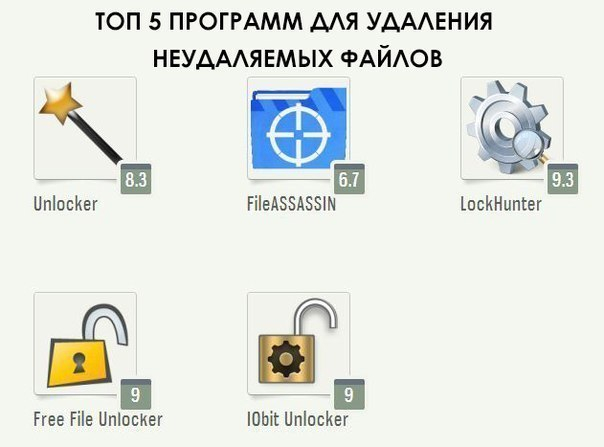 ТОП 5 ПРОГРАММ ДЛЯ УДАЛЕНИЯ
НЕУДАЛЯЕМЫХ ФАЙЛОВ
8.3
6.7
9.3
Unlocker
FileASSASSIN
LockHunter
9
9
Free File Unlocker
IObit Unlocker